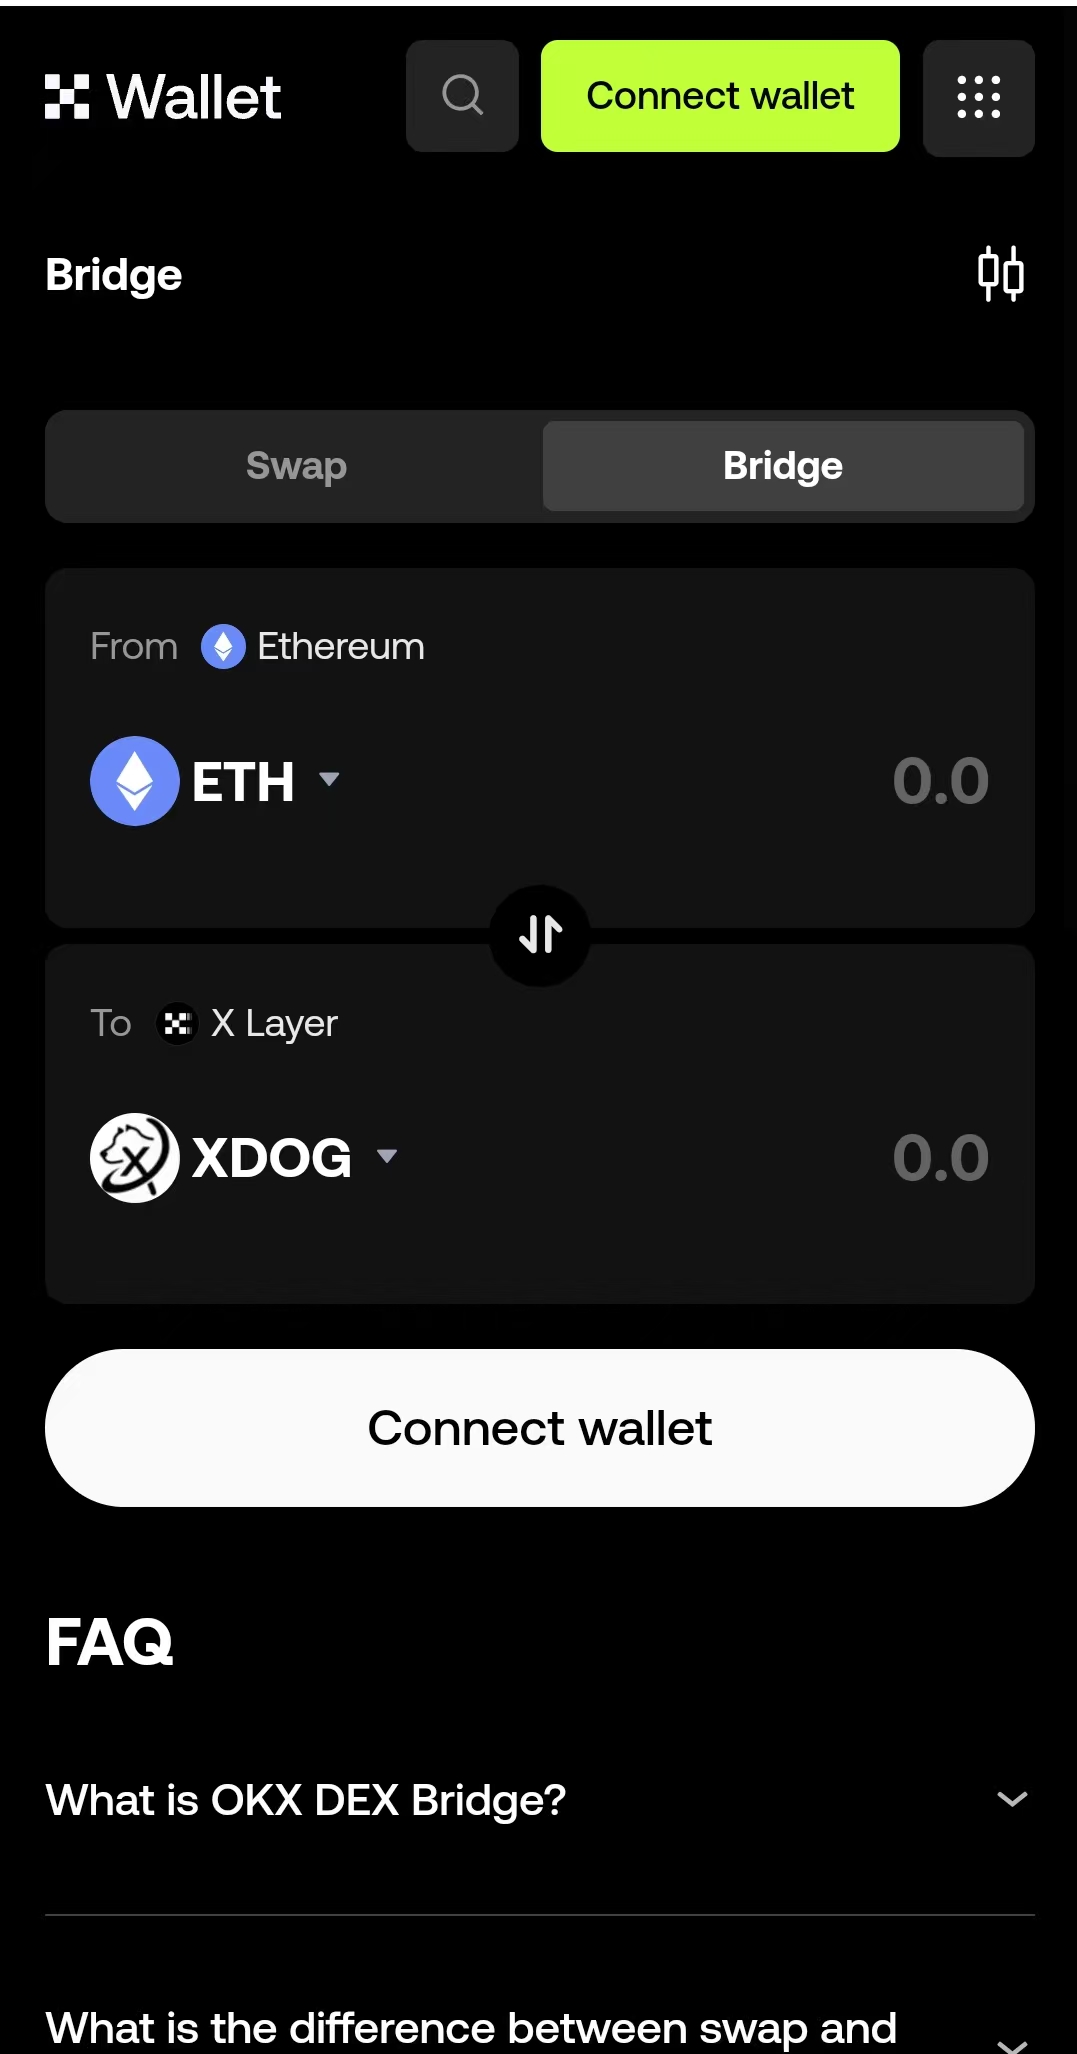 Wallet
Connect wallet
Bridge
Swap
Bridge
From Ethereum
ETH
0.0
To X Layer
XDOG
0.0
Connect wallet
FAQ
What is OKX DEX Bridge?
What is the difference between swap and